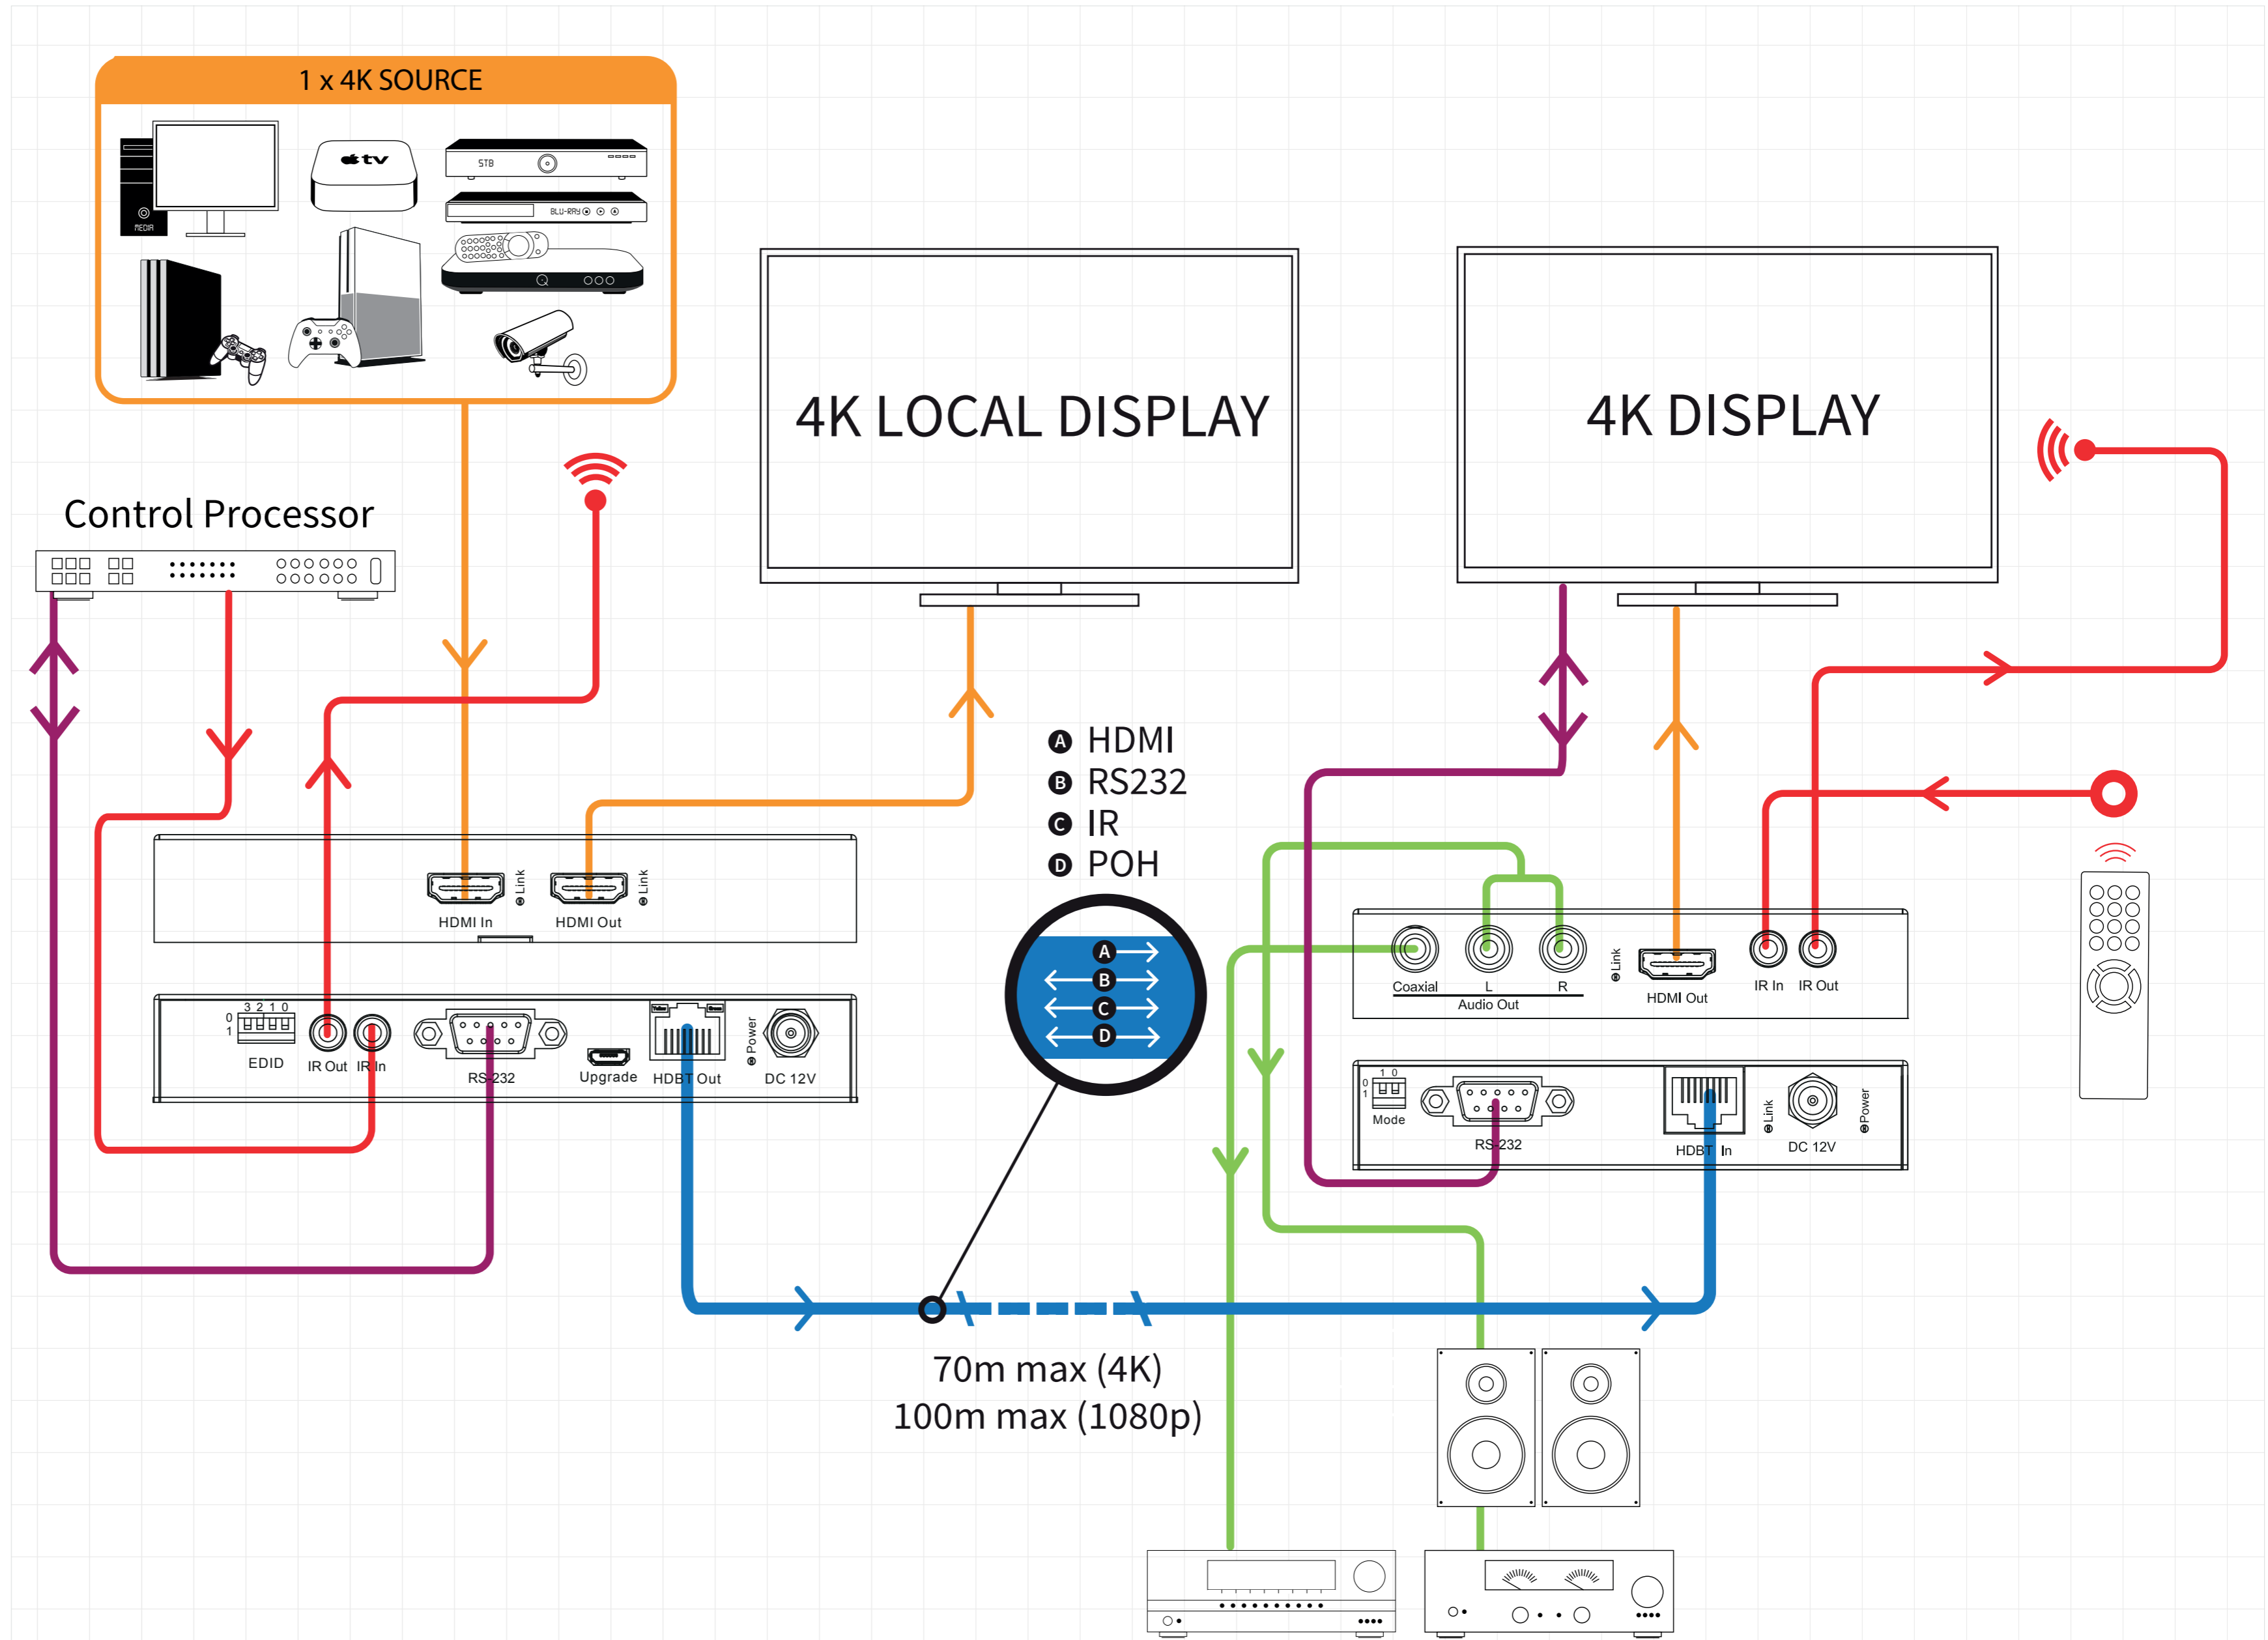 1 x 4K SOURCE
tv
STB
MEDIA
BLU-RAY
4K LOCAL DISPLAY
4K DISPLAY
Control Processor
A HDMI
B RS232
C IR
D POH
HDMI In
Link
HDMI Out
Link
A
B
C
D
3 2 1 0
0
1
EDID
IR Out
IR In
RS-232
Upgrade
HDBT Out
Power
DC 12V
Coaxial
L
R
Audio Out
Link
HDMI Out
IR In
IR Out
1 0
0
1
Mode
RS-232
HDBT In
Link
DC 12V
Power
70m max (4K)
100m max (1080p)